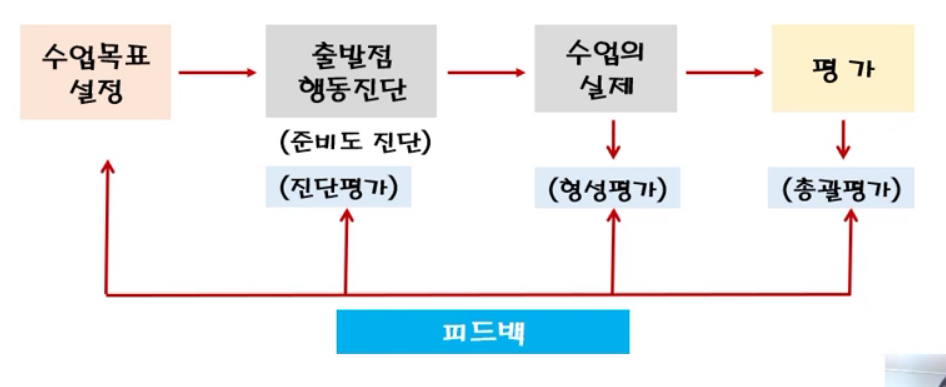 수업목표
설정
출발점
행동진단
수업의
실제
평 가
(준비도 진단)
(진단평가)
(형성평가)
(총괄평가)
피드백